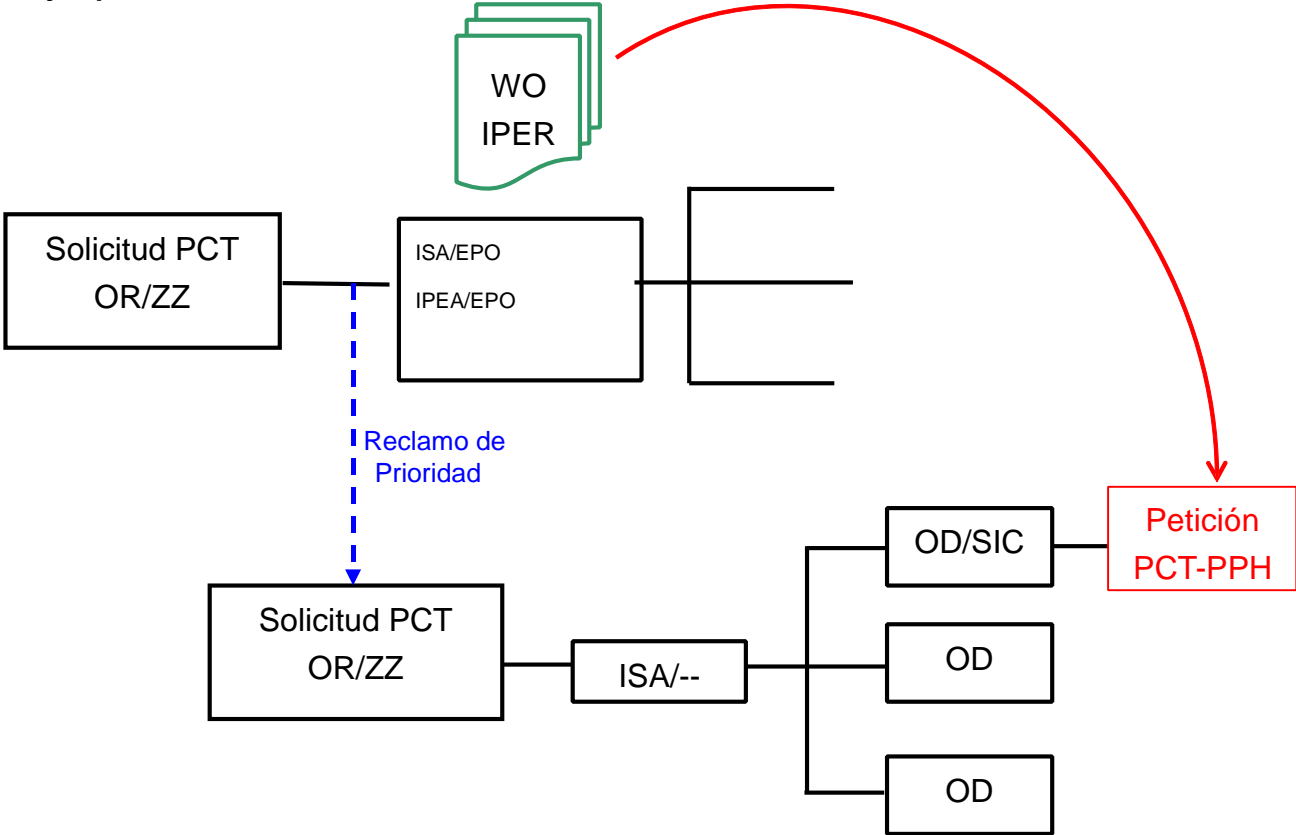 WO
IPER
Solicitud PCT
OR/ZZ
ISA/EPO
IPEA/EPO
Reclamo de
Prioridad
Solicitud PCT
OR/ZZ
ISA/--
OD/SIC
OD
OD
Petición
PCT-PPH